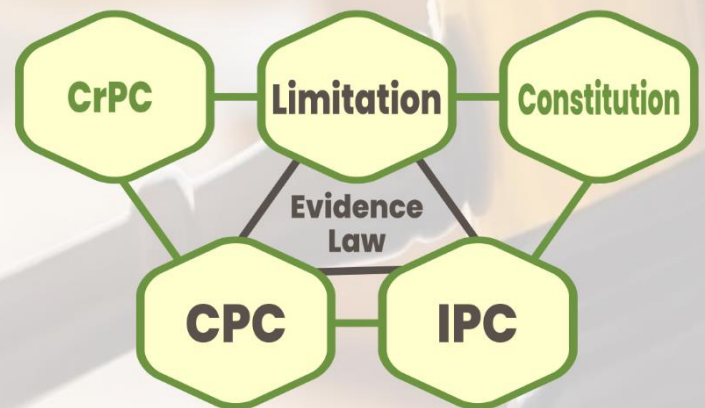 CrPC
Limitation
Constitution
Evidence
Law
CPC
IPC